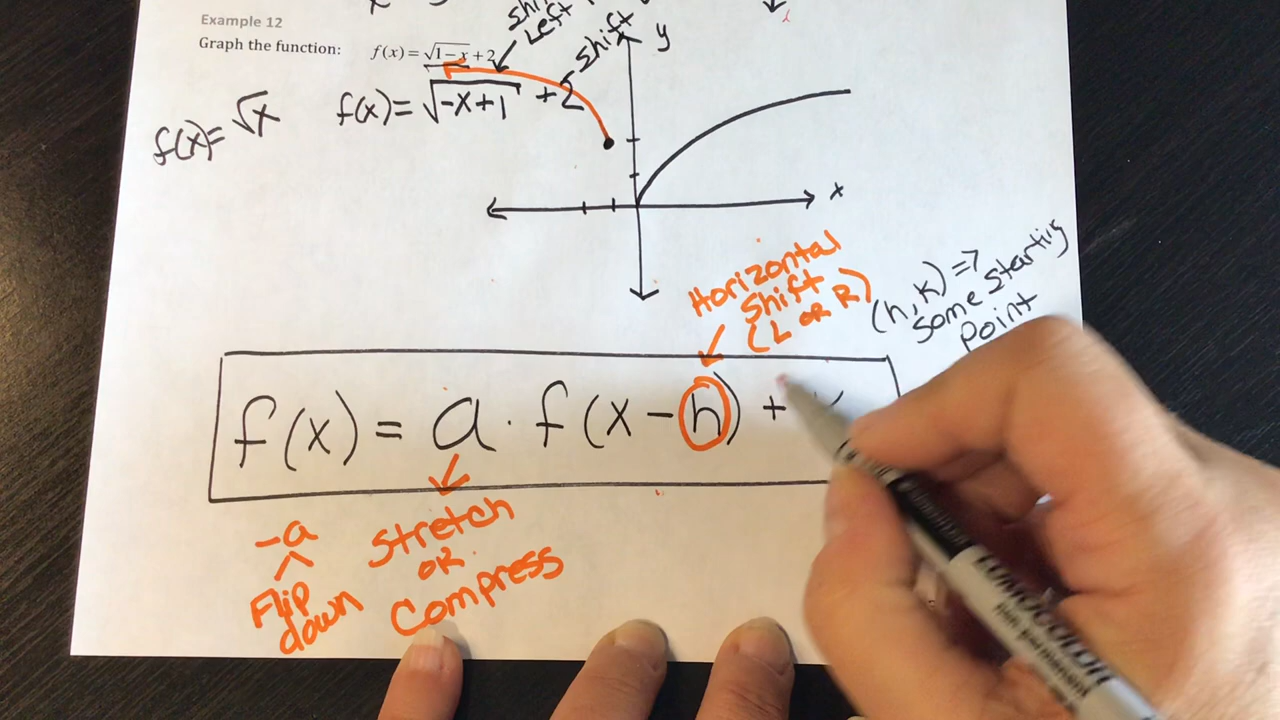 Example 12
Graph the function: f(x) = √1−x + 2
shift
Left
f(x) = √x
f(x) = √-x+1 + 2
y
x
Horizontal
Shift
(L OR R)
(h, k) =>
some starting
point
f(x) = a · f(x − h) +
-a
Flip
down
Stretch
OR
Compress
LUMOCOLOR